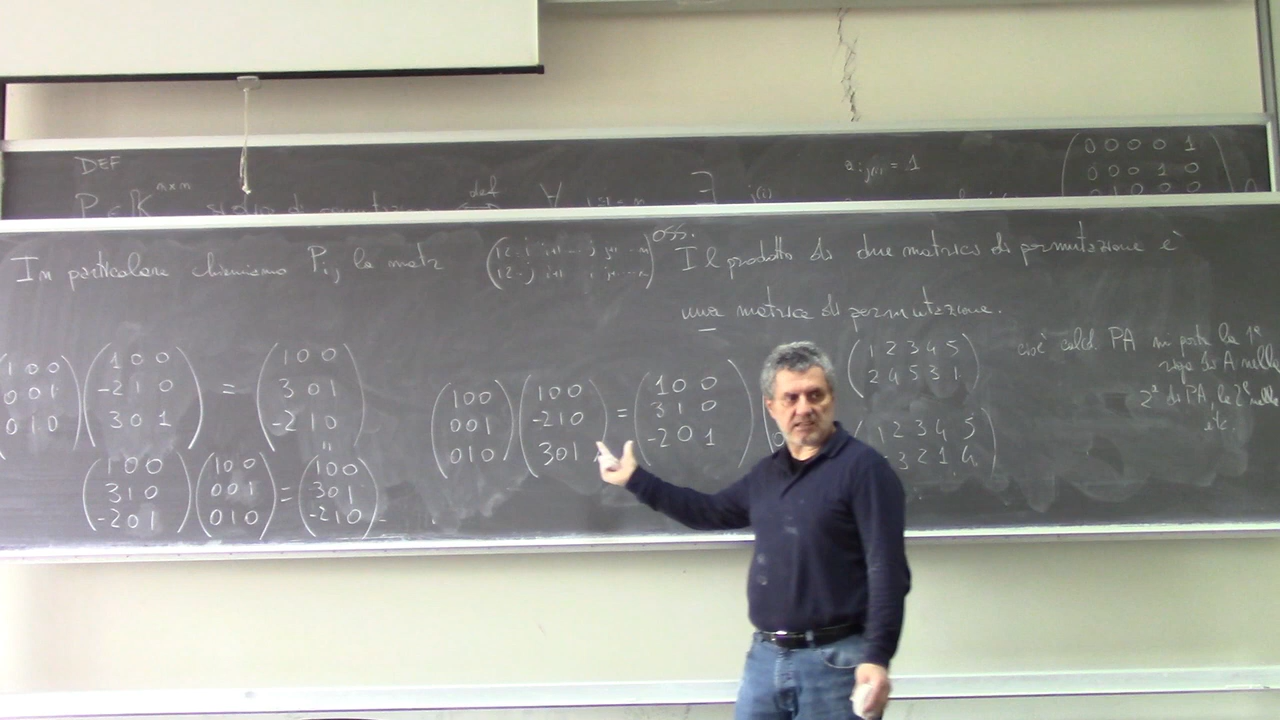 DEF
a i j(i) = 1
0 0 0 0 1
0 0 0 1 0
0 1 0 0 0
P ∈ K^{n×n} def ∀ ∃ j(i)
In particolare chiamiamo P_{ij} la matr
Oss. Il prodotto di due matrici di permutazione è
una matrice di permutazione.
1 0 0 1 0 0 1 0 0
0 0 1 -2 1 0 = 3 0 1
0 1 0 3 0 1 -2 1 0
1 0 0 1 0 0 1 0 0
3 1 0 0 0 1 = 3 0 1
-2 0 1 0 1 0 -2 1 0
1 0 0 1 0 0 1 0 0
0 0 1 -2 1 0 = 3 1 0
0 1 0 3 0 1 -2 0 1
1 2 3 4 5
2 4 5 3 1
1 2 3 4 5
3 2 1 4
cioè PA mi porta la 1ª
riga di A nella
2ª di PA, la 2ª nella
etc.